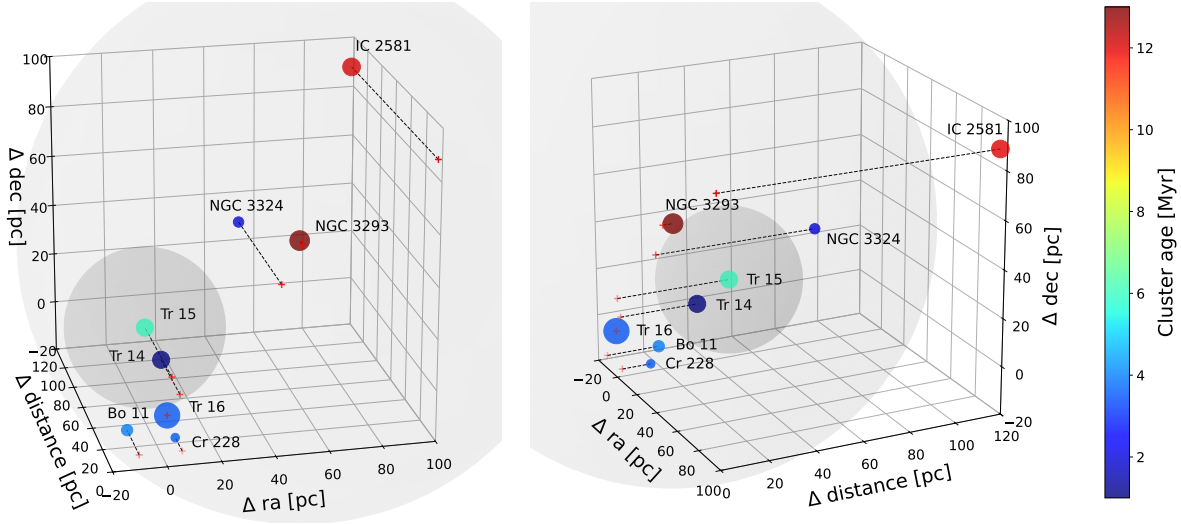 IC 2581
NGC 3324
NGC 3293
Tr 15
Tr 14
Bo 11
Tr 16
Cr 228
100
80
60
40
20
0
−20
Δ dec [pc]
120
100
80
60
40
20
0
Δ distance [pc]
−20
0
20
40
60
80
100
Δ ra [pc]
IC 2581
NGC 3293
NGC 3324
Tr 15
Tr 14
Tr 16
Bo 11
Cr 228
100
80
60
40
20
0
−20
Δ dec [pc]
−20
0
20
40
60
80
100
Δ ra [pc]
0
20
40
60
80
100
120
Δ distance [pc]
12
10
8
6
4
2
Cluster age [Myr]